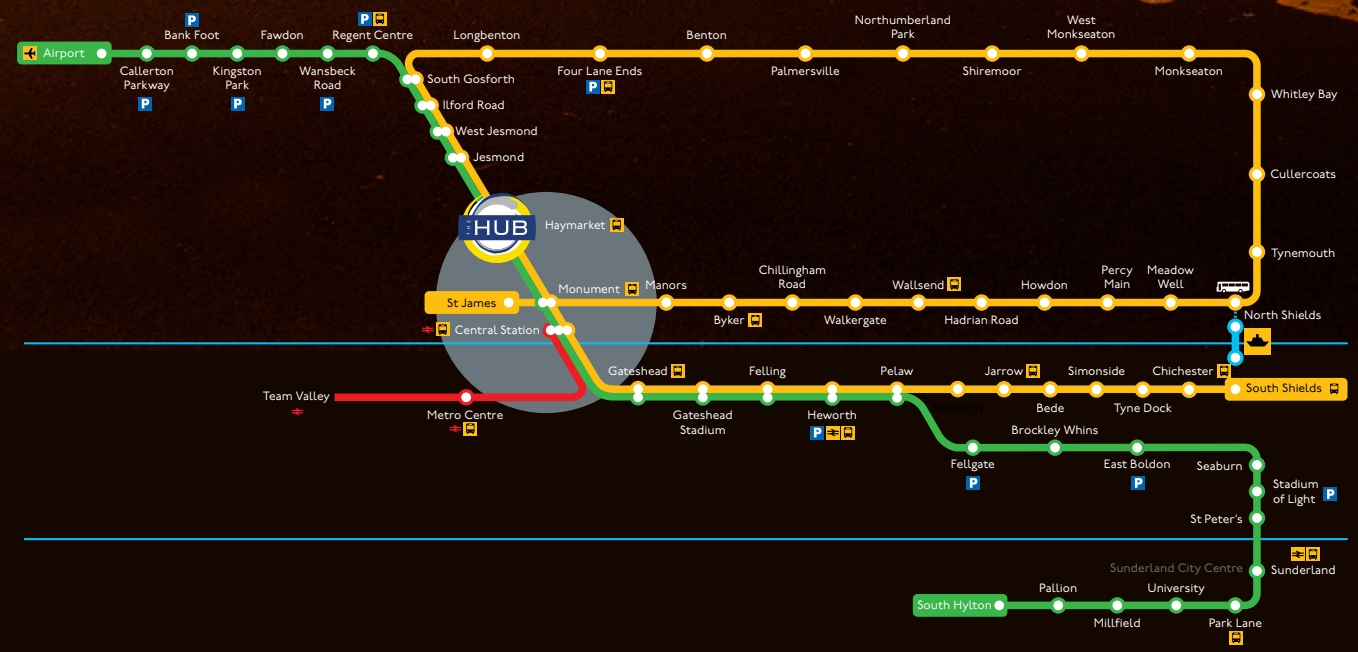 P
P
Bank Foot
Fawdon
Regent Centre
Longbenton
Benton
Northumberland
Park
West
Monkseaton
Airport
Callerton
Parkway
P
Kingston
Park
P
Wansbeck
Road
P
Four Lane Ends
P
Palmersville
Shiremoor
Monkseaton
South Gosforth
Whitley Bay
Ilford Road
West Jesmond
Jesmond
Cullercoats
THE HUB
Haymarket
Tynemouth
St James
Monument
Manors
Byker
Chillingham
Road
Walkergate
Wallsend
Hadrian Road
Howdon
Percy
Main
Meadow
Well
North Shields
Central Station
Gateshead
Felling
Pelaw
Hebburn
Jarrow
Simonside
Chichester
South Shields
Team Valley
Metro Centre
Gateshead
Stadium
Heworth
P
Bede
Tyne Dock
Brockley Whins
Fellgate
P
East Boldon
P
Seaburn
Stadium
of Light
P
St Peter's
Sunderland City Centre
Sunderland
South Hylton
Pallion
Millfield
University
Park Lane